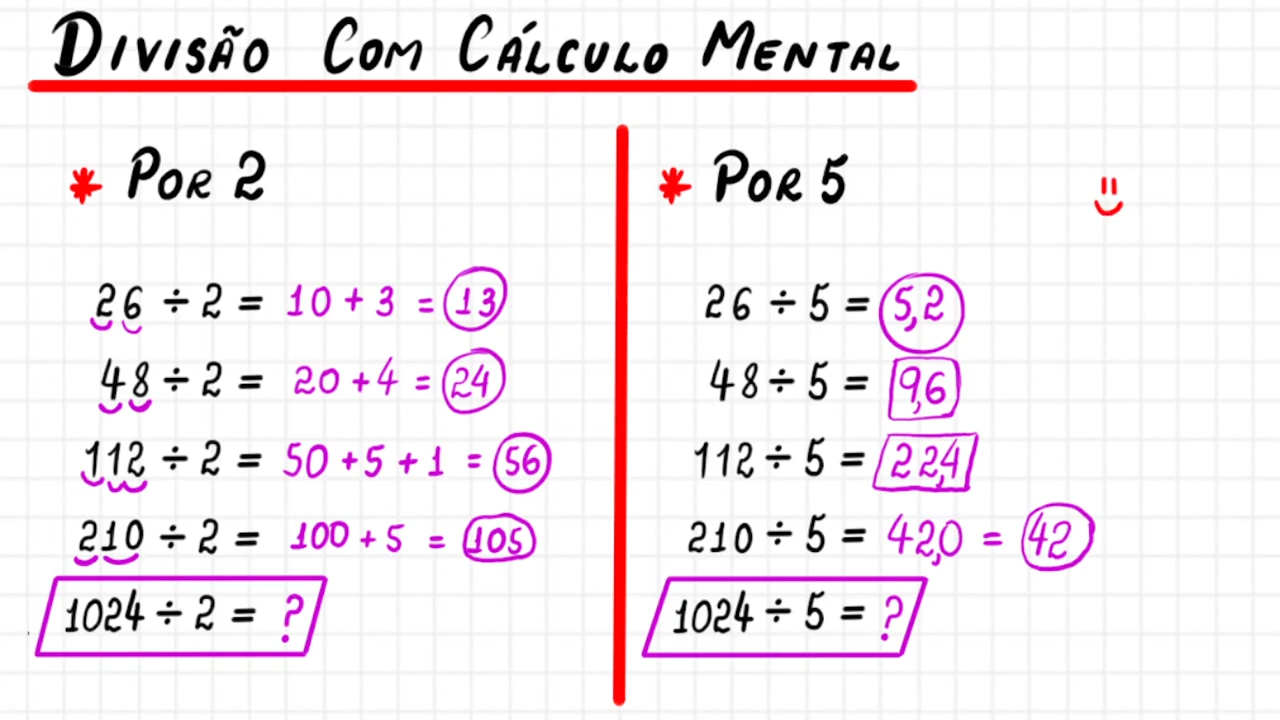 Divisão Com Cálculo Mental
* Por 2
26 ÷ 2 = 10 + 3 = 13
48 ÷ 2 = 20 + 4 = 24
112 ÷ 2 = 50 + 5 + 1 = 56
210 ÷ 2 = 100 + 5 = 105
1024 ÷ 2 = ?
* Por 5
26 ÷ 5 = 5,2
48 ÷ 5 = 9,6
112 ÷ 5 = 22,4
210 ÷ 5 = 42,0 = 42
1024 ÷ 5 = ?